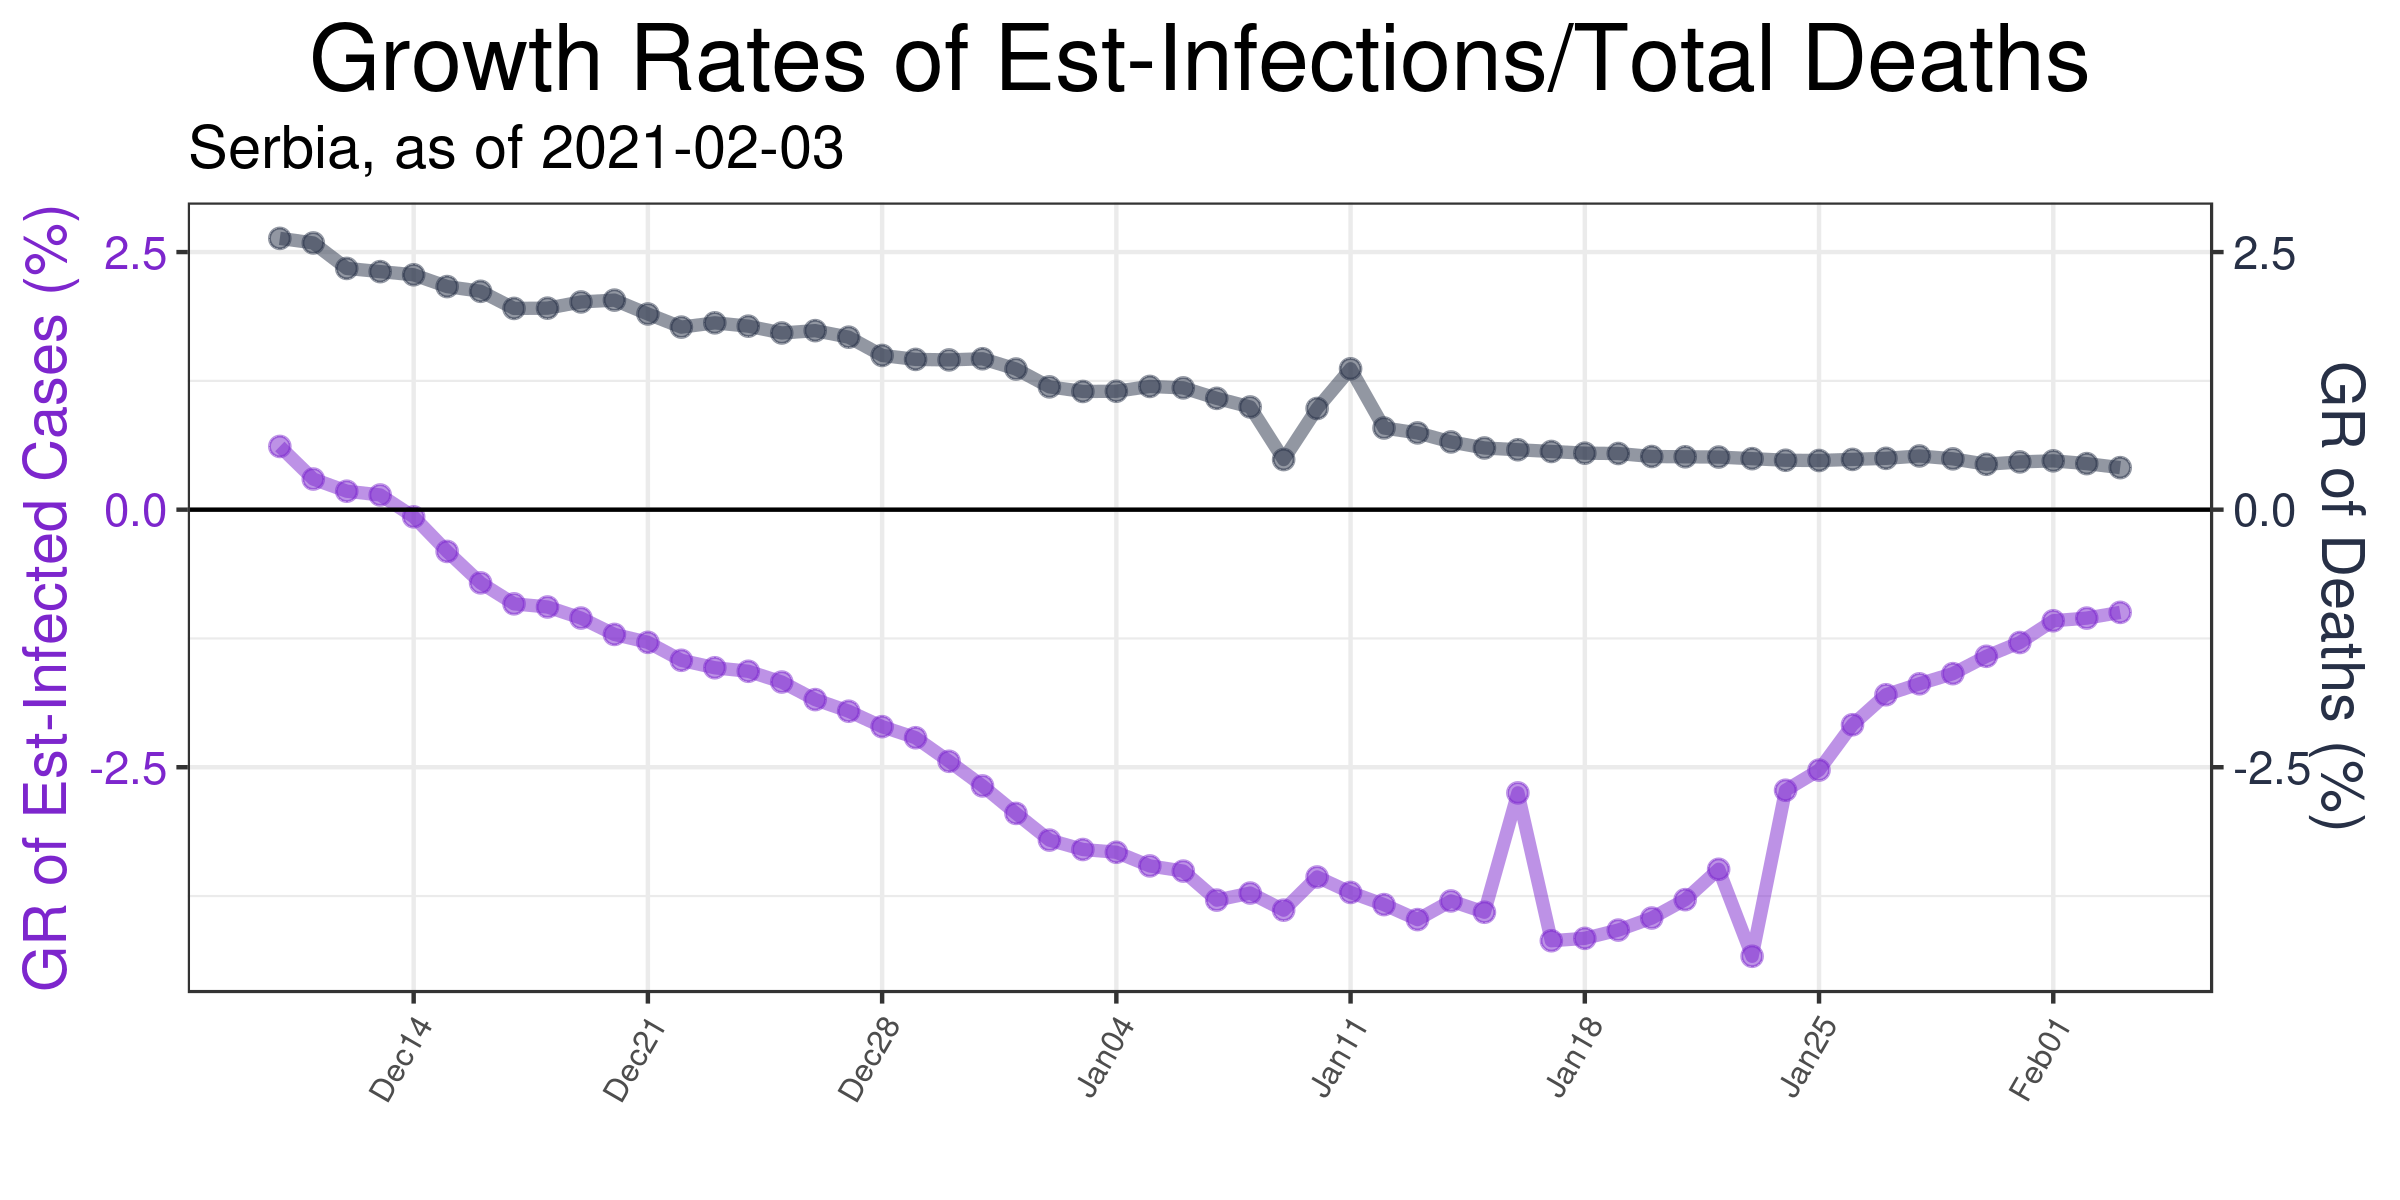 Growth Rates of Est-Infections/Total Deaths
Serbia, as of 2021-02-03
GR of Est-Infected Cases (%)
2.5
0.0
-2.5
2.5
0.0
-2.5
GR of Deaths (%)
Dec14
Dec21
Dec28
Jan04
Jan11
Jan18
Jan25
Feb01